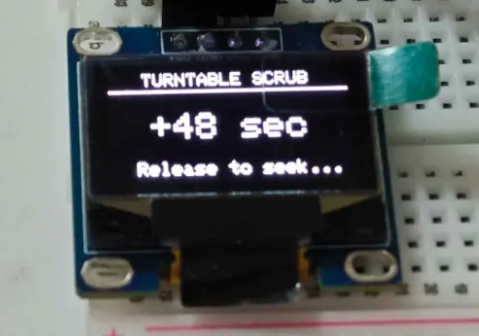 TURNTABLE SCRUB
+48 sec
Release to seek...